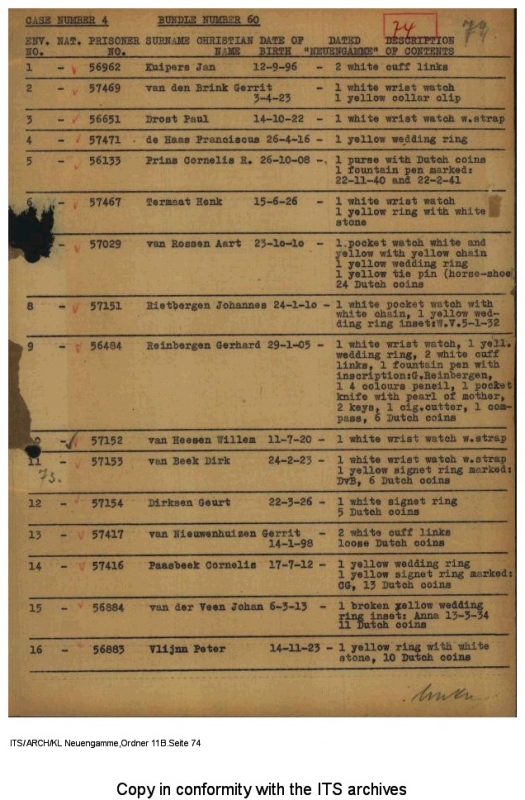 CASE NUMBER 4 BUNDLE NUMBER 60 74 74
ENV. NAT. PRISONER SURNAME CHRISTIAN DATE OF DATED DESCRIPTION
NO. NO. NAME BIRTH "NEUENGAMME" OF CONTENTS
1 - 56962 Kuipers Jan 12-9-96 - 2 white cuff links
2 - 57469 van den Brink Gerrit - 1 white wrist watch
3-4-23 1 yellow collar clip
3 - 56651 Drost Paul 14-10-22 - 1 white wrist watch w.strap
4 - 57471 de Haas Franciscus 26-4-16 - 1 yellow wedding ring
5 - 56133 Prins Cornelis R. 26-10-08 - 1 purse with Dutch coins
1 fountain pen marked:
22-11-40 and 22-2-41
6 - 57467 Termaat Henk 15-6-26 - 1 white wrist watch
1 yellow ring with white
stone
- 57029 van Rossen Aart 23-10-10 - 1 pocket watch white and
yellow with yellow chain
1 yellow wedding ring
1 yellow tie pin (horse-shoe)
24 Dutch coins
8 - 57151 Rietbergen Johannes 24-1-10 - 1 white pocket watch with
white chain, 1 yellow wed-
ding ring inset:W.V.5-1-32
9 - 56484 Reinbergen Gerhard 29-1-05 - 1 white wrist watch, 1 yell.
wedding ring, 2 white cuff
links, 1 fountain pen with
inscription:G.Reinbergen,
1 4 colours pencil, 1 pocket
knife with pearl of mother,
2 keys, 1 cig.cutter, 1 com-
pass, 6 Dutch coins
10 - 57152 van Heesen Willem 11-7-20 - 1 white wrist watch w.strap
11 - 57153 van Beek Dirk 24-2-23 - 1 white wrist watch w.strap
73. 1 yellow signet ring marked:
DvB, 6 Dutch coins
12 - 57154 Dirksen Geurt 22-3-26 - 1 white signet ring
5 Dutch coins
13 - 57417 van Nieuwenhuizen Gerrit - 2 white cuff links
14-1-98 loose Dutch coins
14 - 57416 Paasbeek Cornelis 17-7-12 - 1 yellow wedding ring
1 yellow signet ring marked:
CG, 13 Dutch coins
15 - 56884 van der Veen Johan 6-3-13 - 1 broken yellow wedding
ring inset: Anna 13-3-34
11 Dutch coins
16 - 56883 Vlijnn Peter 14-11-23 - 1 yellow ring with white
stone, 10 Dutch coins
ITS/ARCH/KL Neuengamme,Ordner 11B.Seite 74
Copy in conformity with the ITS archives